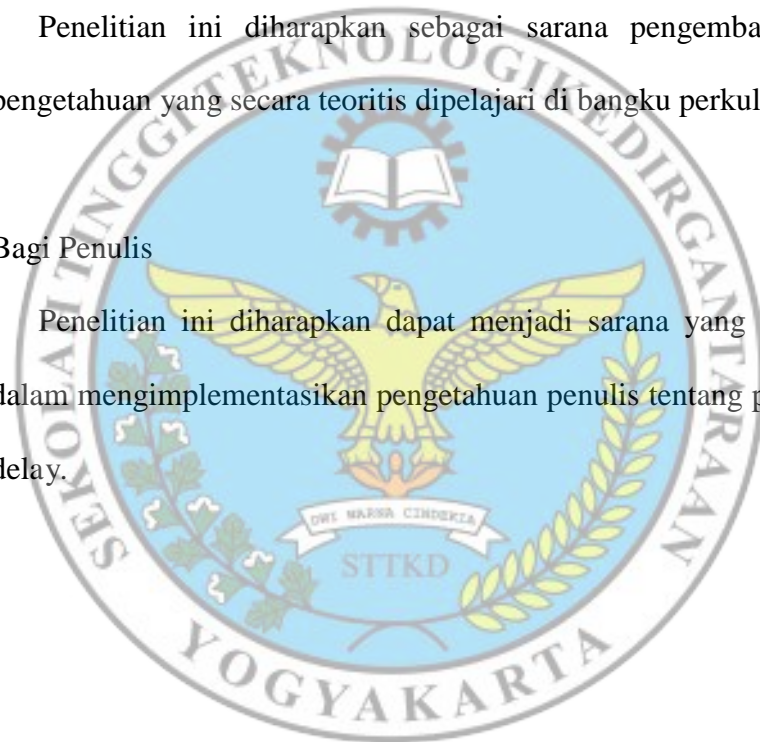 Penelitian ini diharapkan sebagai sarana pengemba
pengetahuan yang secara teoritis dipelajari di bangku perkul
Bagi Penulis
Penelitian ini diharapkan dapat menjadi sarana yang
dalam mengimplementasikan pengetahuan penulis tentang p
delay.
SEKOLAH TINGGI TEKNOLOGI KEDIRGANTARAAN
DWI WARNA CINDEKIA
STTKD
YOGYAKARTA